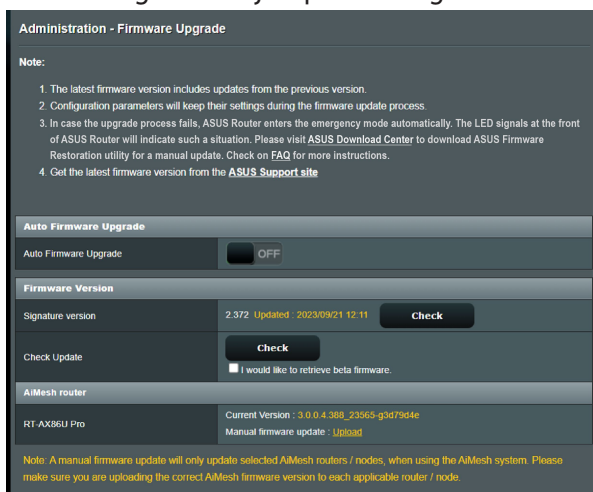 Administration - Firmware Upgrade
Note:
1. The latest firmware version includes updates from the previous version.
2. Configuration parameters will keep their settings during the firmware update process.
3. In case the upgrade process fails, ASUS Router enters the emergency mode automatically. The LED signals at the front
of ASUS Router will indicate such a situation. Please visit ASUS Download Center to download ASUS Firmware
Restoration utility for a manual update. Check on FAQ for more instructions.
4. Get the latest firmware version from the ASUS Support site
Auto Firmware Upgrade
Auto Firmware Upgrade OFF
Firmware Version
Signature version 2.372 Updated : 2023/09/21 12:11 Check
Check Update Check
I would like to retrieve beta firmware.
AiMesh router
RT-AX86U Pro Current Version : 3.0.0.4.388_23565-g3d79d4e
Manual firmware update : Upload
Note: A manual firmware update will only update selected AiMesh routers / nodes, when using the AiMesh system. Please
make sure you are uploading the correct AiMesh firmware version to each applicable router / node.